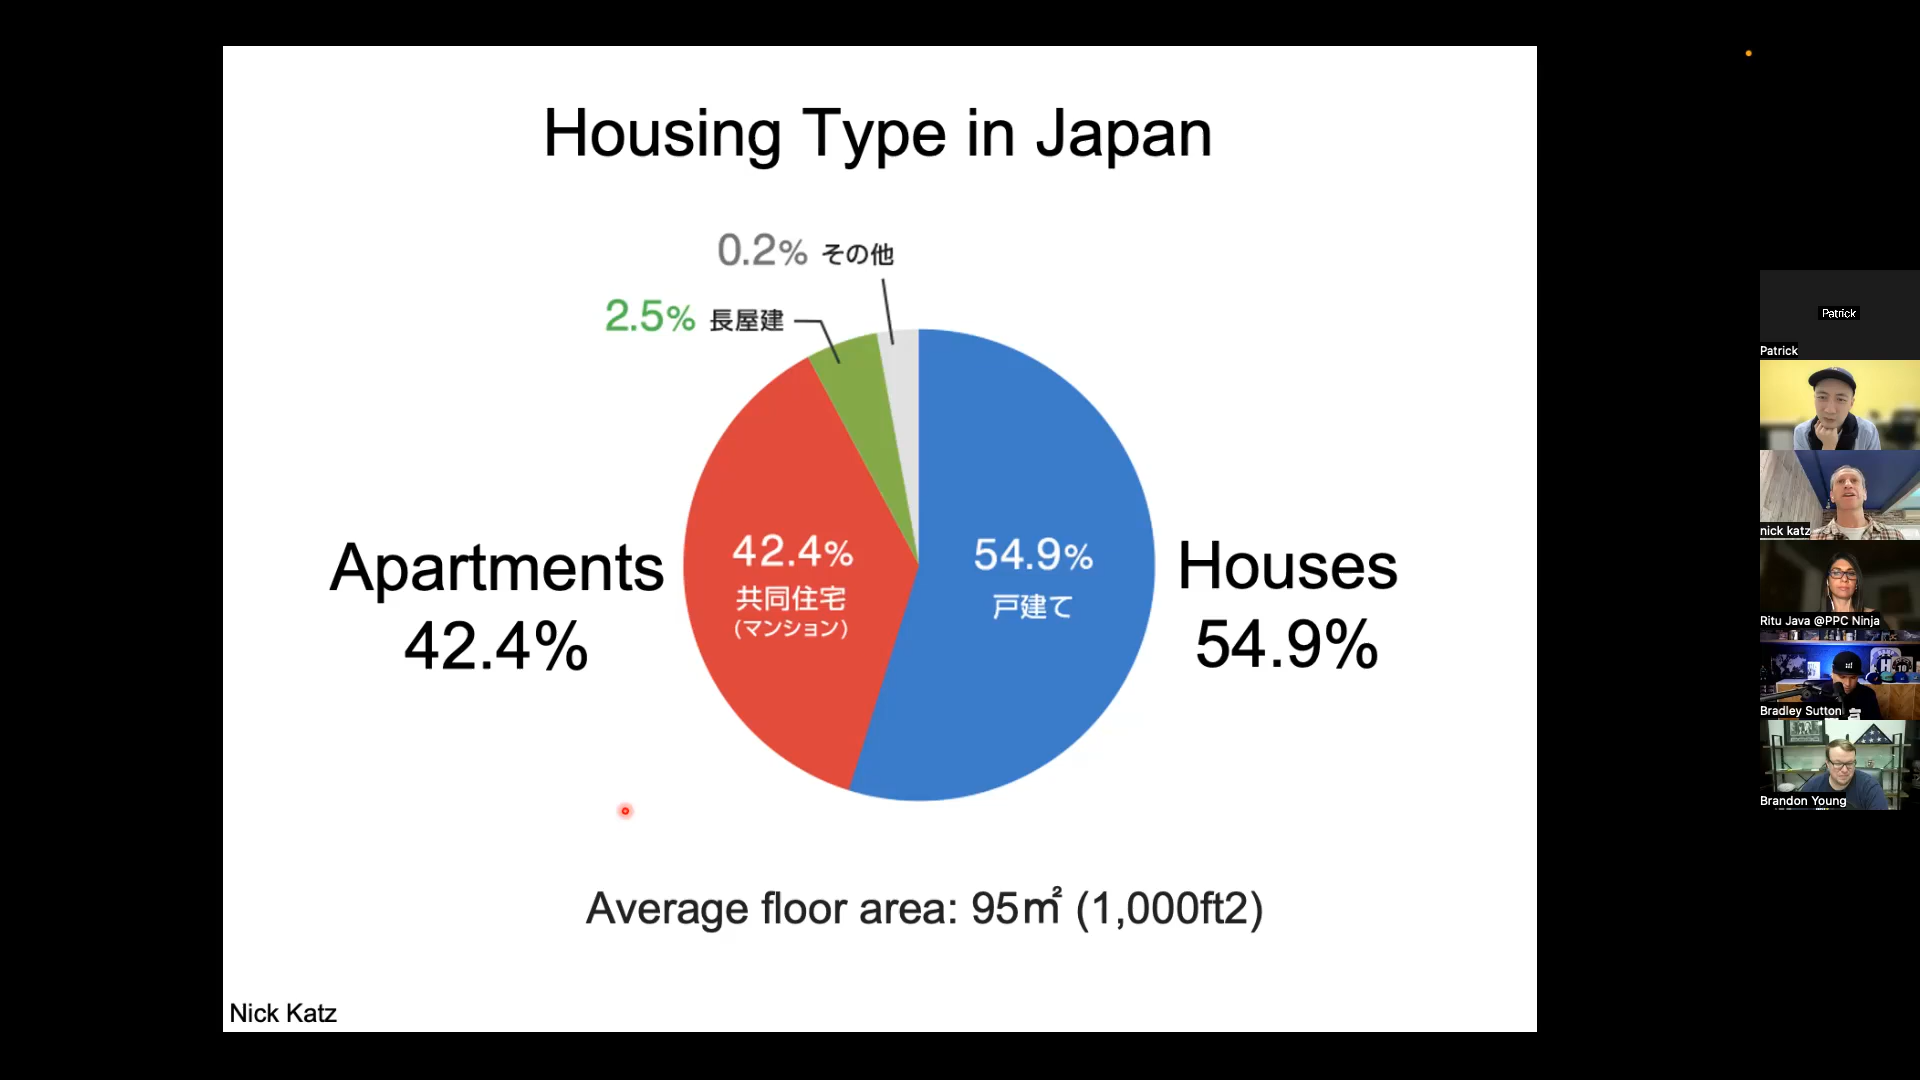 Housing Type in Japan
0.2% その他
2.5% 長屋建
42.4%
共同住宅
(マンション)
54.9%
戸建て
Apartments
42.4%
Houses
54.9%
Average floor area: 95㎡ (1,000ft2)
Nick Katz
Patrick
Patrick
nick katz
Ritu Java @PPC Ninja
Bradley Sutton
Brandon Young
H
10